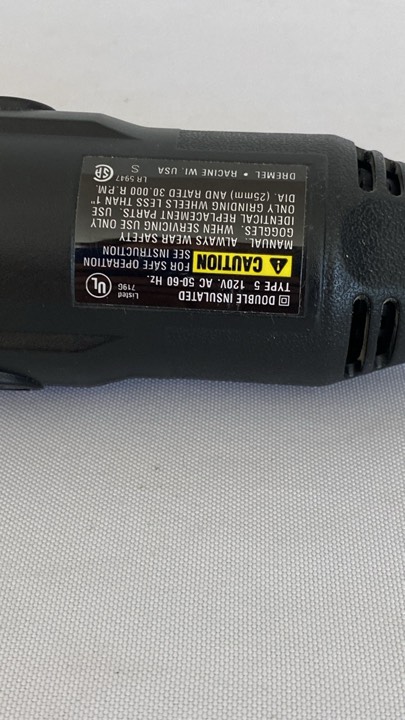 DOUBLE INSULATED
TYPE 5 120V. AC 50-60 Hz.
UL
Listed
719G
CAUTION
FOR SAFE OPERATION
SEE INSTRUCTION
MANUAL. ALWAYS WEAR SAFETY
GOGGLES. WHEN SERVICING USE ONLY
IDENTICAL REPLACEMENT PARTS. USE
ONLY GRINDING WHEELS LESS THAN 1"
DIA. (25mm) AND RATED 30,000 R.P.M.
DREMEL • RACINE WI. USA
S
LR 5947